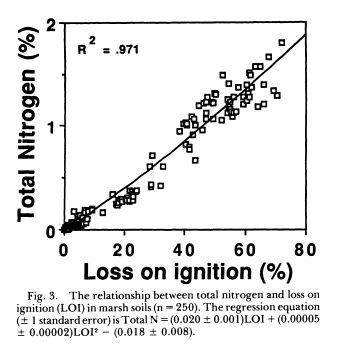 2
R² = .971
Total Nitrogen (%)
1
0
0 20 40 60 80
Loss on ignition (%)
Fig. 3. The relationship between total nitrogen and loss on
ignition (LOI) in marsh soils (n = 250). The regression equation
(± 1 standard error) is Total N = (0.020 ± 0.001)LOI + (0.00005
± 0.00002)LOI² − (0.018 ± 0.008).